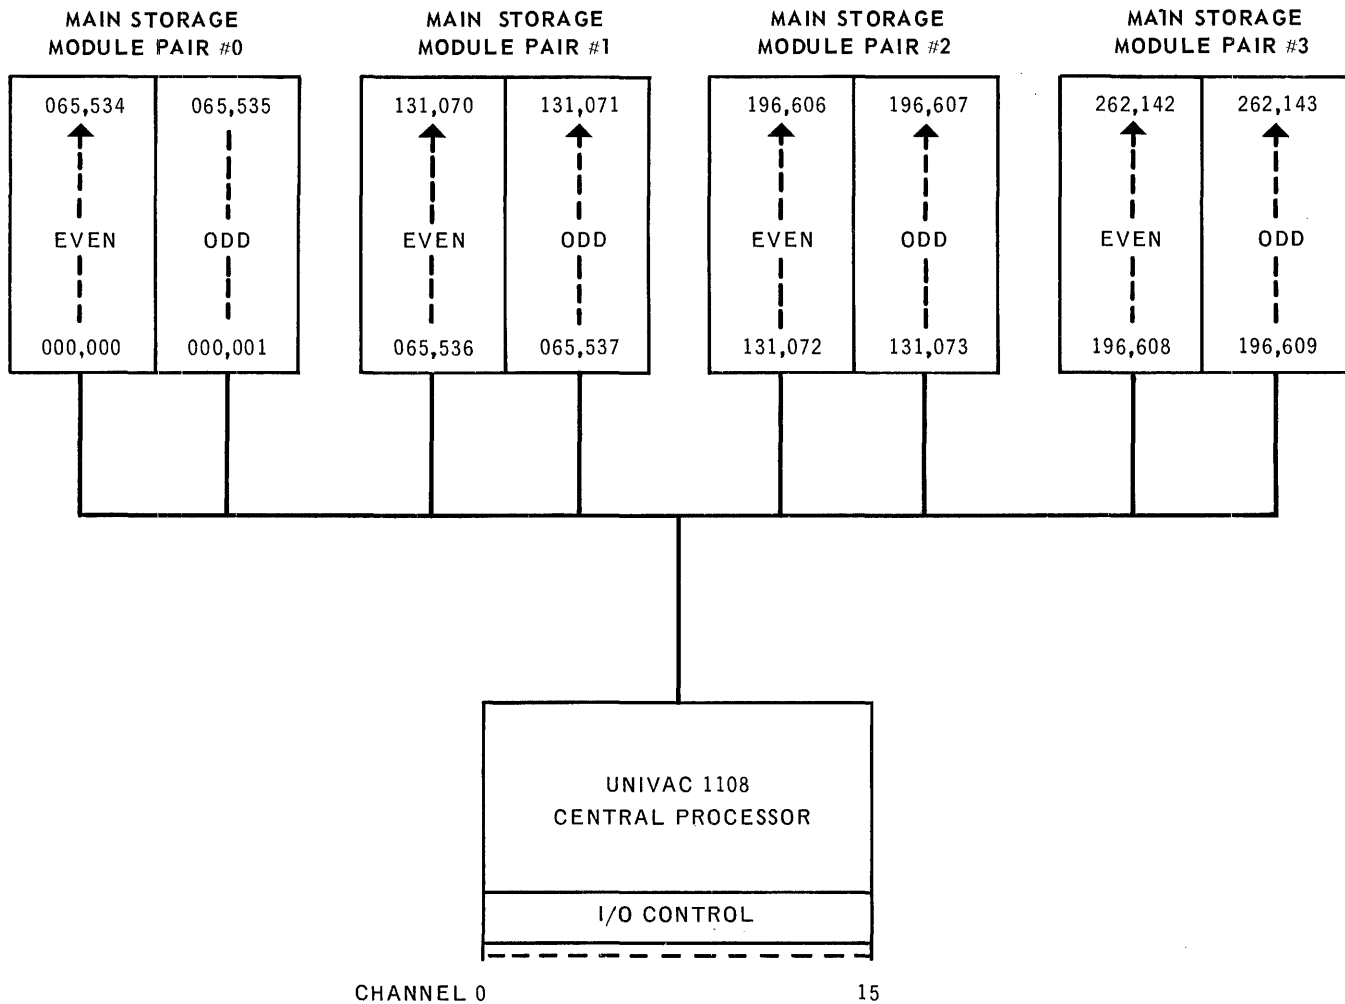 MAIN STORAGE
MODULE PAIR #0
MAIN STORAGE
MODULE PAIR #1
MAIN STORAGE
MODULE PAIR #2
MAIN STORAGE
MODULE PAIR #3
065,534 065,535
131,070 131,071
196,606 196,607
262,142 262,143
EVEN ODD
EVEN ODD
EVEN ODD
EVEN ODD
000,000 000,001
065,536 065,537
131,072 131,073
196,608 196,609
UNIVAC 1108
CENTRAL PROCESSOR
I/O CONTROL
CHANNEL 0 15